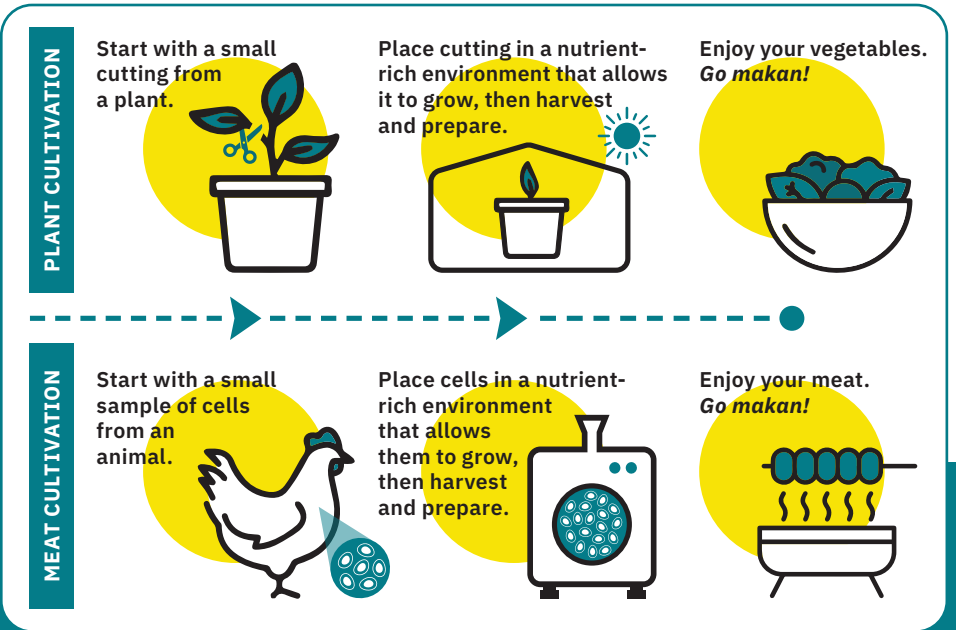 PLANT CULTIVATION
Start with a small
cutting from
a plant.
Place cutting in a nutrient-
rich environment that allows
it to grow, then harvest
and prepare.
Enjoy your vegetables.
Go makan!
MEAT CULTIVATION
Start with a small
sample of cells
from an
animal.
Place cells in a nutrient-
rich environment
that allows
them to grow,
then harvest
and prepare.
Enjoy your meat.
Go makan!